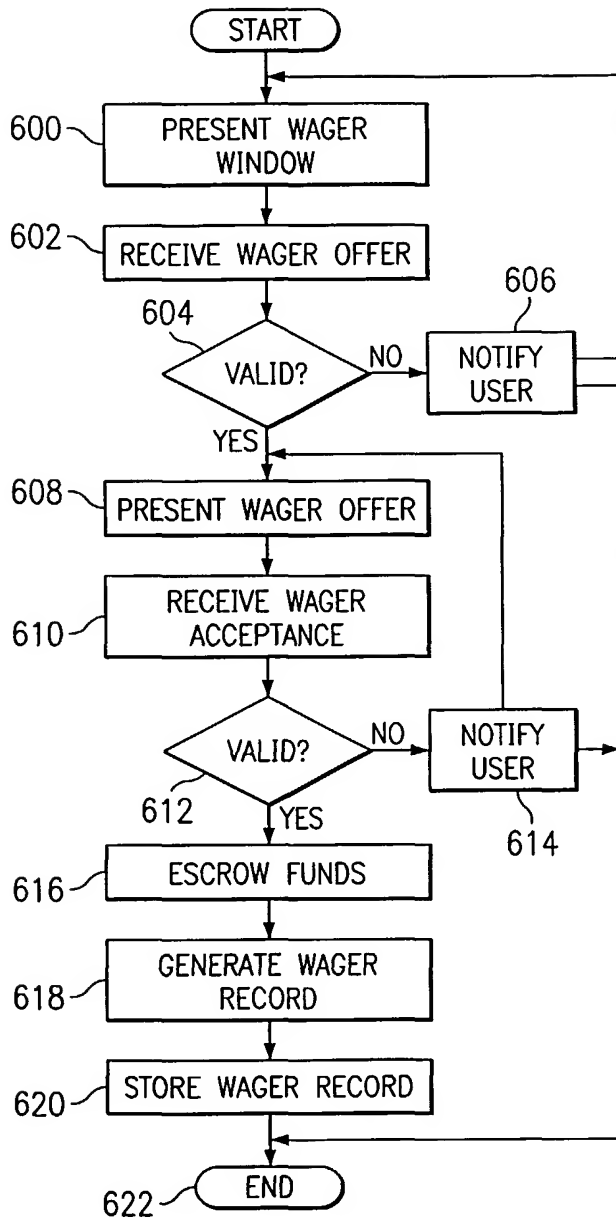 START
600
PRESENT WAGER
WINDOW
602
RECEIVE WAGER OFFER
604
VALID?
NO
606
NOTIFY
USER
YES
608
PRESENT WAGER OFFER
610
RECEIVE WAGER
ACCEPTANCE
612
VALID?
NO
NOTIFY
USER
614
YES
616
ESCROW FUNDS
618
GENERATE WAGER
RECORD
620
STORE WAGER RECORD
622
END